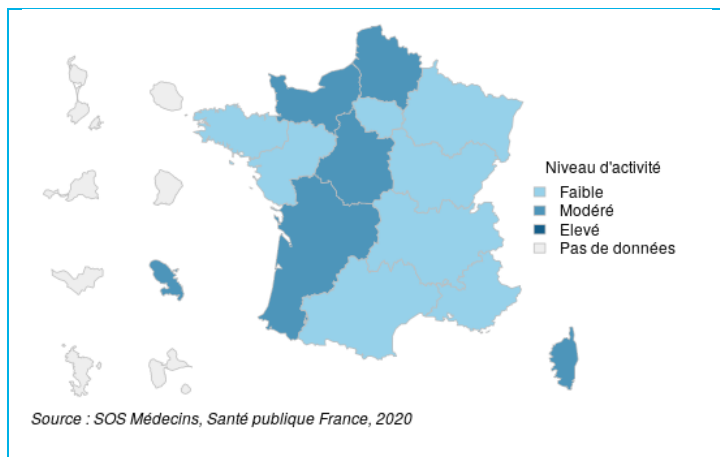 Niveau d'activité
Faible
Modéré
Elevé
Pas de données
Source : SOS Médecins, Santé publique France, 2020